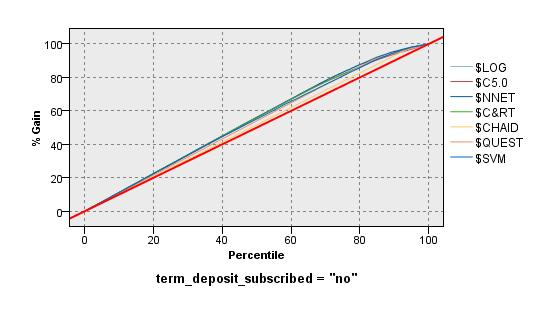 100
80
60
40
20
0
% Gain
0 20 40 60 80 100
Percentile
term_deposit_subscribed = "no"
$LOG
$C5.0
$NNET
$C&RT
$CHAID
$QUEST
$SVM